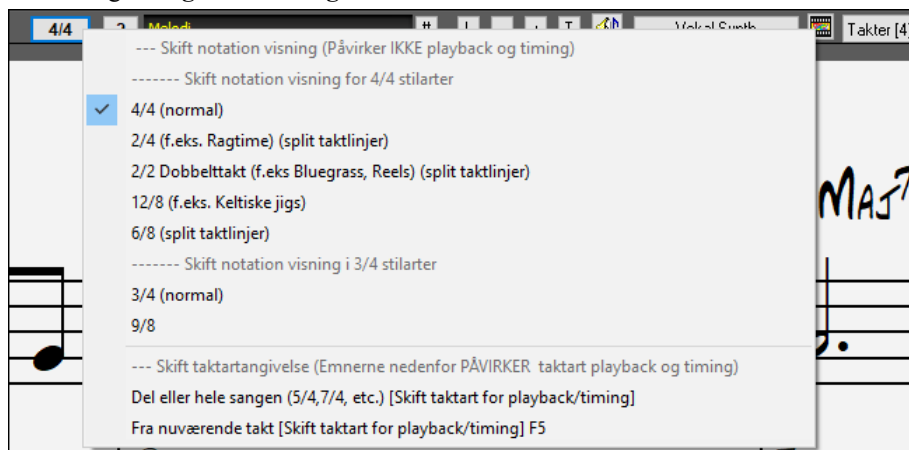 4/4
Melodi
Vokal Synth
Takter [4]
--- Skift notation visning (Påvirker IKKE playback og timing)
------- Skift notation visning for 4/4 stilarter
4/4 (normal)
2/4 (f.eks. Ragtime) (split taktlinjer)
2/2 Dobbelttakt (f.eks Bluegrass, Reels) (split taktlinjer)
12/8 (f.eks. Keltiske jigs)
6/8 (split taktlinjer)
------- Skift notation visning i 3/4 stilarter
3/4 (normal)
9/8
--- Skift taktartangivelse (Emnerne nedenfor PÅVIRKER taktart playback og timing)
Del eller hele sangen (5/4,7/4, etc.) [Skift taktart for playback/timing]
Fra nuværende takt [Skift taktart for playback/timing] F5
MAJ7